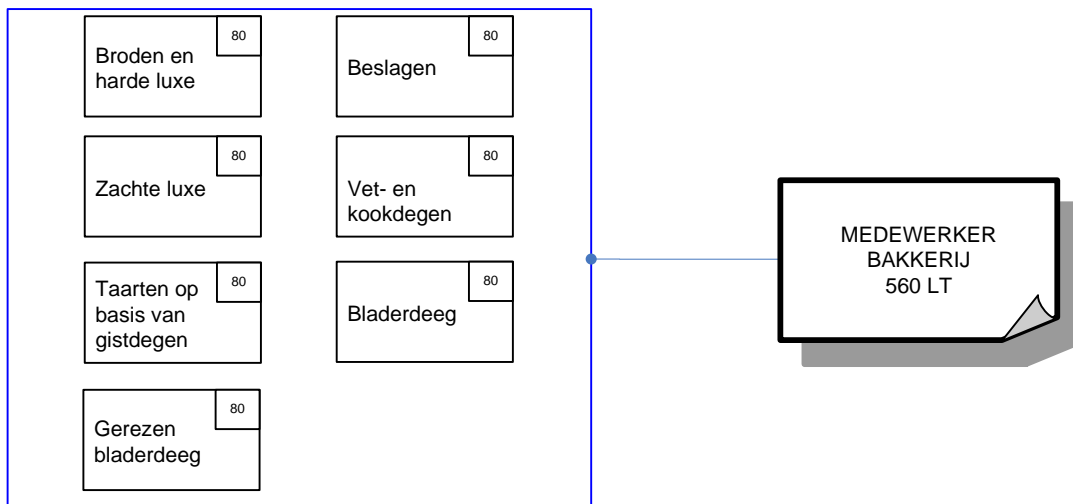 80
Broden en
harde luxe
80
Beslagen
80
Zachte luxe
80
Vet- en
kookdegen
80
Taarten op
basis van
gistdegen
80
Bladerdeeg
80
Gerezen
bladerdeeg
MEDEWERKER
BAKKERIJ
560 LT